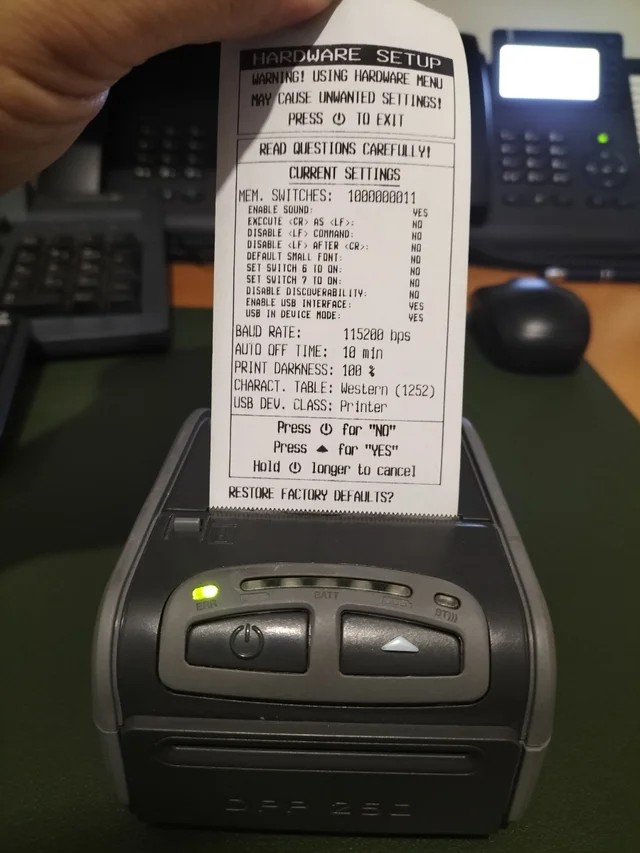 HARDWARE SETUP
WARNING! USING HARDWARE MENU
MAY CAUSE UNWANTED SETTINGS!
PRESS ⏻ TO EXIT
READ QUESTIONS CAREFULLY!
CURRENT SETTINGS
MEM. SWITCHES: 1000000011
ENABLE SOUND: YES
EXECUTE <CR> AS <LF>: NO
DISABLE <LF> COMMAND: NO
DISABLE <LF> AFTER <CR>: NO
DEFAULT SMALL FONT: NO
SET SWITCH 6 TO ON: NO
SET SWITCH 7 TO ON: NO
DISABLE DISCOVERABILITY: NO
ENABLE USB INTERFACE: YES
USB IN DEVICE MODE: YES
BAUD RATE: 115200 bps
AUTO OFF TIME: 10 min
PRINT DARKNESS: 100 %
CHARACT. TABLE: Western (1252)
USB DEV. CLASS: Printer
Press ⏻ for "NO"
Press ▲ for "YES"
Hold ⏻ longer to cancel
RESTORE FACTORY DEFAULTS?
ERR
BATT
BT)))
DPP 250